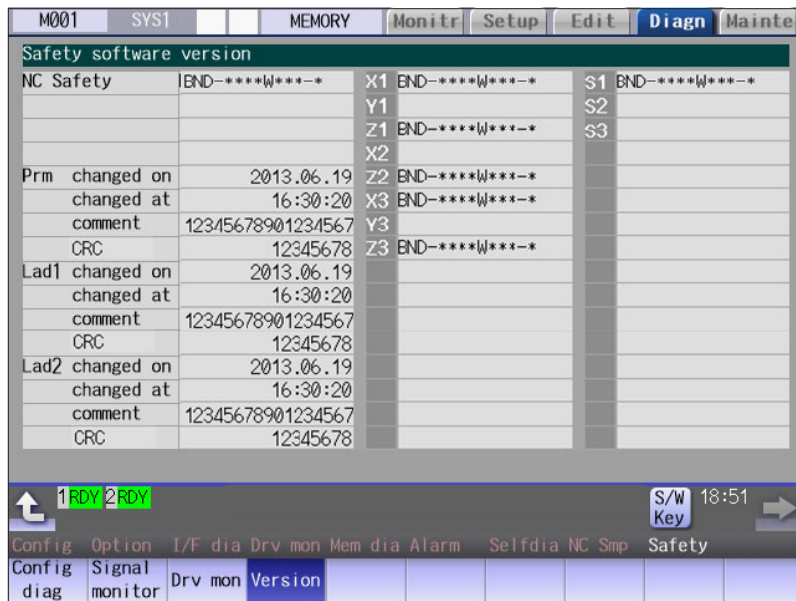 M001 SYS1 MEMORY Monitr Setup Edit Diagn Mainte
Safety software version
NC Safety BND-****W***-* X1 BND-****W***-* S1 BND-****W***-*
Y1 S2
Z1 BND-****W***-* S3
X2
Prm changed on 2013.06.19 Z2 BND-****W***-*
changed at 16:30:20 X3 BND-****W***-*
comment 12345678901234567 Y3
CRC 12345678 Z3 BND-****W***-*
Lad1 changed on 2013.06.19
changed at 16:30:20
comment 12345678901234567
CRC 12345678
Lad2 changed on 2013.06.19
changed at 16:30:20
comment 12345678901234567
CRC 12345678
1 RDY 2 RDY S/W Key 18:51
Config Option I/F dia Drv mon Mem dia Alarm Selfdia NC Smp Safety
Config diag Signal monitor Drv mon Version